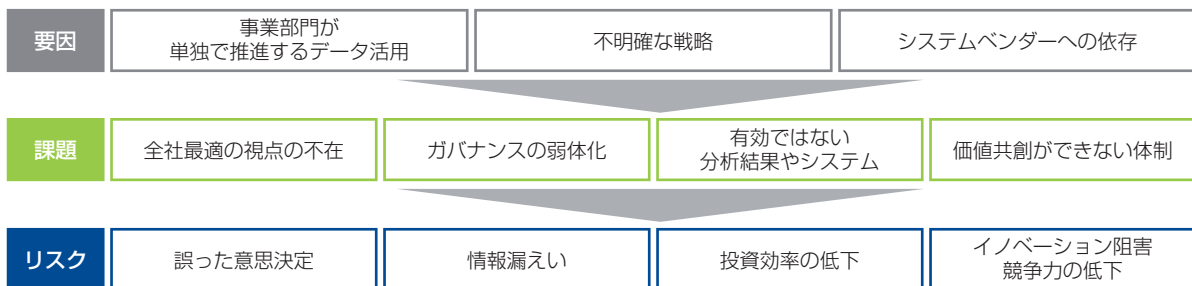 要因
事業部門が
単独で推進するデータ活用
不明確な戦略
システムベンダーへの依存
課題
全社最適の視点の不在
ガバナンスの弱体化
有効ではない
分析結果やシステム
価値共創ができない体制
リスク
誤った意思決定
情報漏えい
投資効率の低下
イノベーション阻害
競争力の低下